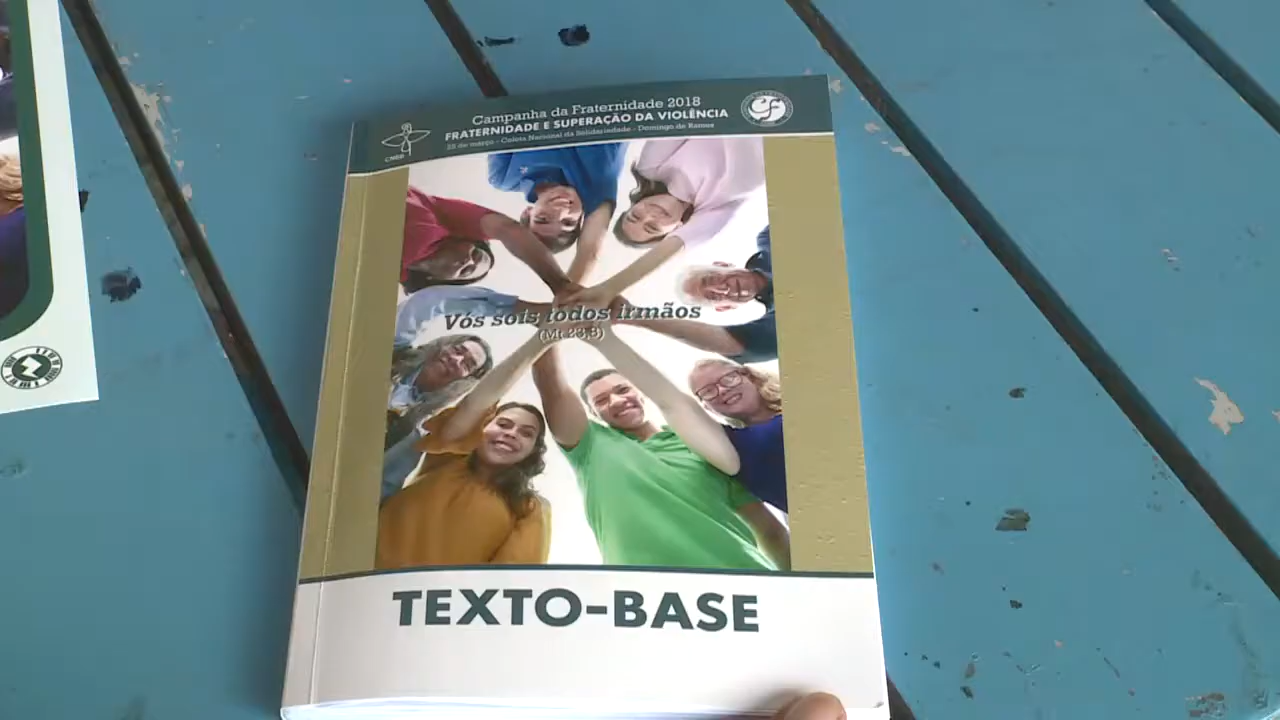 Campanha da Fraternidade 2018
FRATERNIDADE E SUPERAÇÃO DA VIOLÊNCIA
25 de março - Coleta Nacional da Solidariedade - Domingo de Ramos
CNBB
CF
Vós sois todos irmãos
(Mt 23,8)
TEXTO-BASE